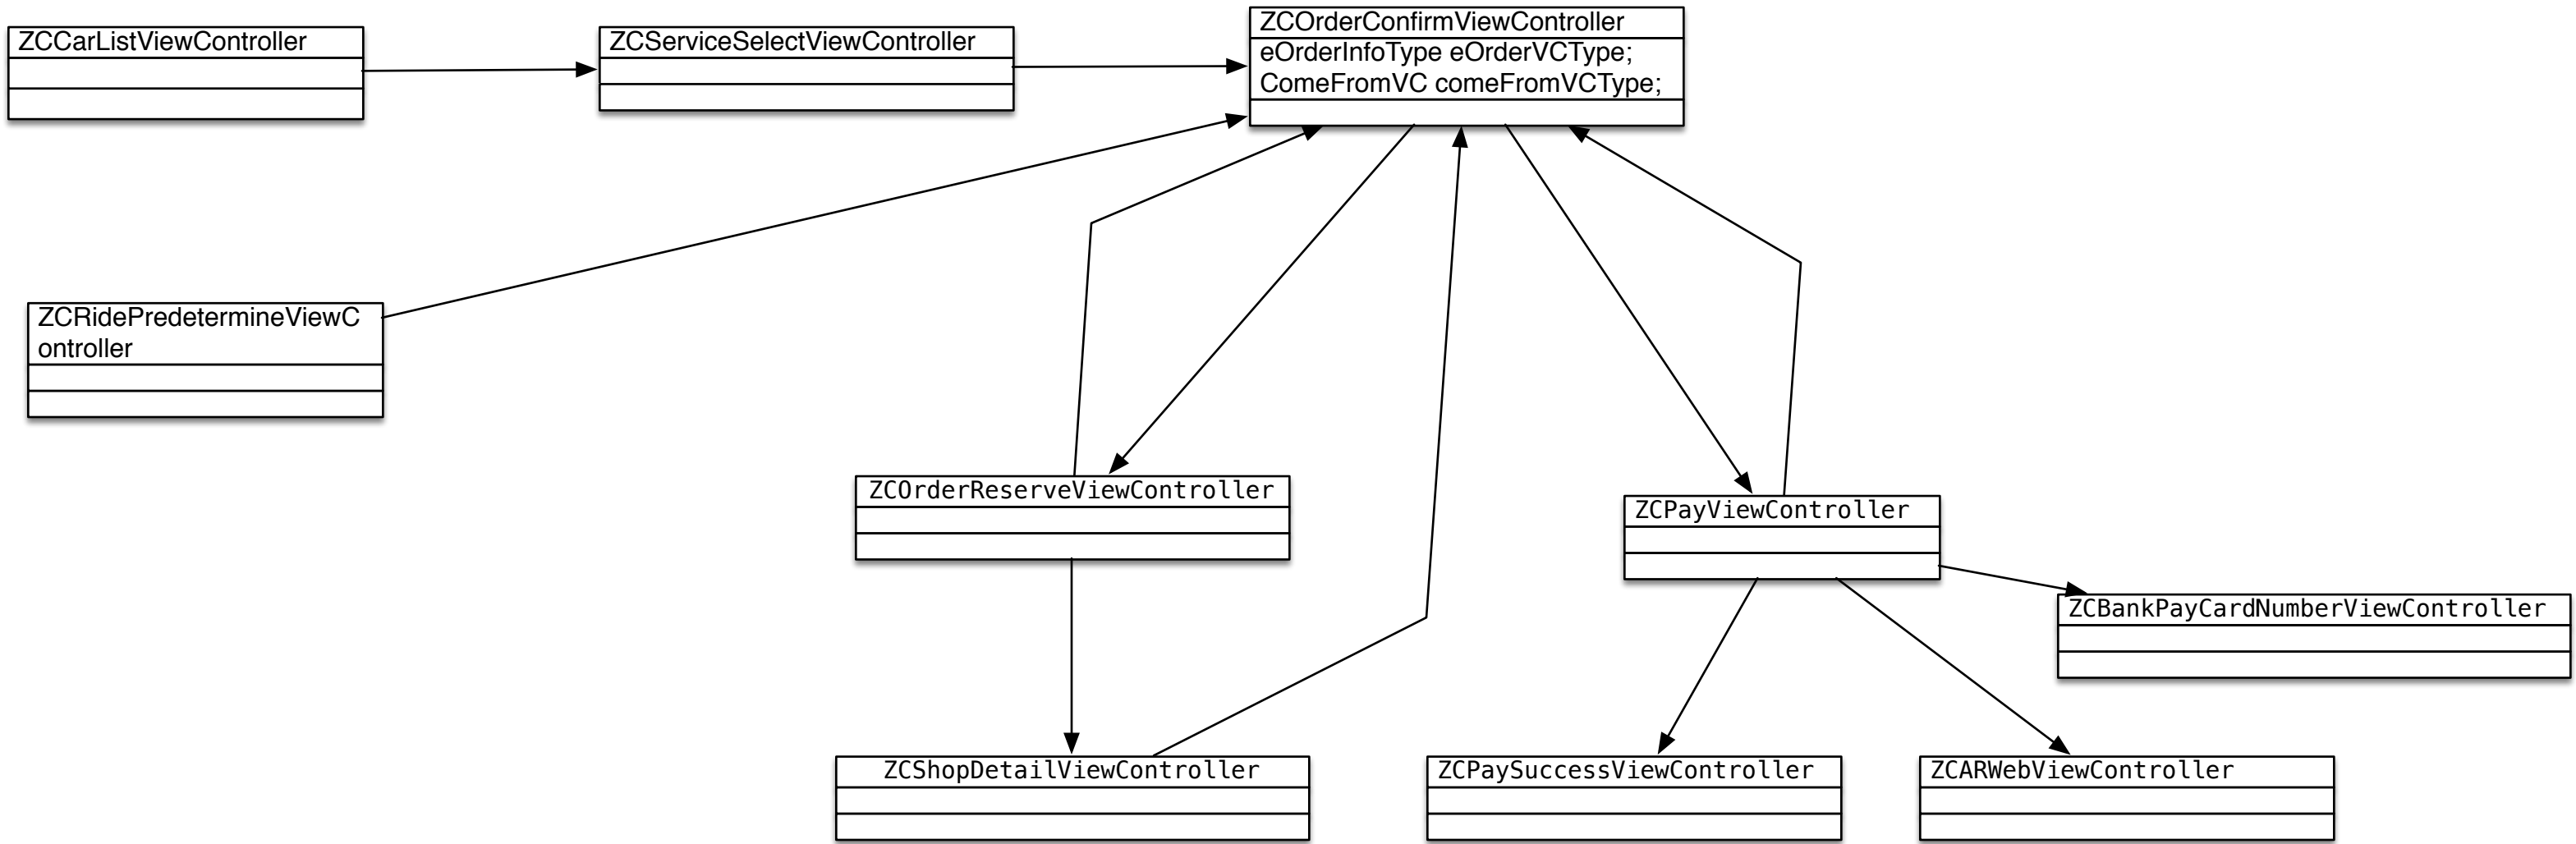 ZCCarListViewController
ZCServiceSelectViewController
ZCOrderConfirmViewController
eOrderInfoType eOrderVCType;
ComeFromVC comeFromVCType;
ZCRidePredetermineViewC
ontroller
ZCOrderReserveViewController
ZCPayViewController
ZCBankPayCardNumberViewController
ZCShopDetailViewController
ZCPaySuccessViewController
ZCARWebViewController